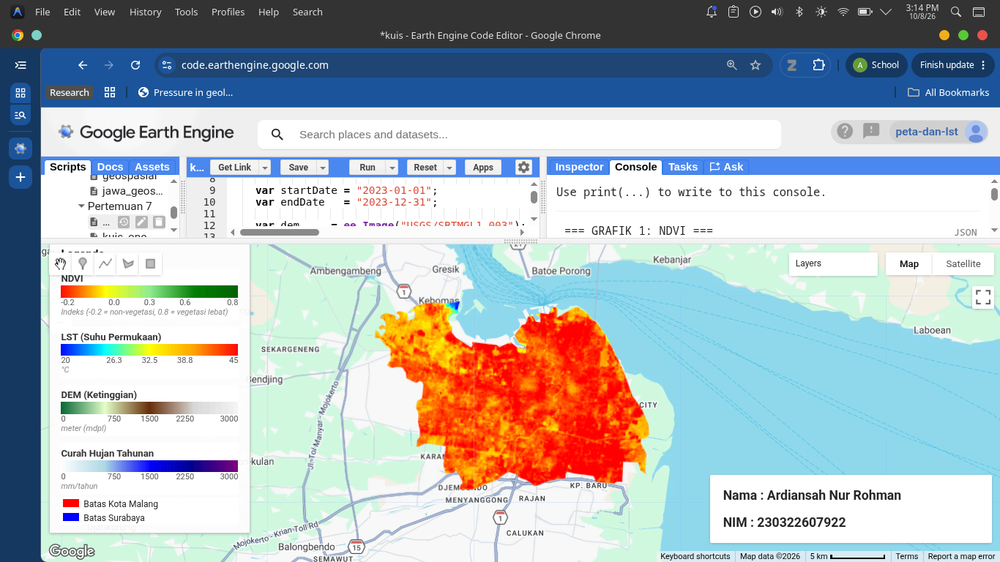 File Edit View History Tools Profiles Help Search
3:14 PM
10/8/26
*kuis - Earth Engine Code Editor - Google Chrome
code.earthengine.google.com
A School
Finish update
Research
Pressure in geol...
All Bookmarks
Google Earth Engine
Search places and datasets...
peta-dan-lst
Scripts Docs Assets
k... Get Link Save Run Reset Apps
Inspector Console Tasks Ask
geospasial
jawa_geos...
Pertemuan 7
...
8
9 var startDate = "2023-01-01";
10 var endDate = "2023-12-31";
11
12 var dem = ee.Image("USGS/SRTMGL1_003");
13
Use print(...) to write to this console.
=== GRAFIK 1: NDVI ===
JSON
NDVI
-0.2 0.0 0.3 0.6 0.8
Indeks (-0.2 = non-vegetasi, 0.8 = vegetasi lebat)
LST (Suhu Permukaan)
20 26.3 32.5 38.8 45
°C
DEM (Ketinggian)
0 750 1500 2250 3000
meter (mdpl)
Curah Hujan Tahunan
0 750 1500 2250 3000
mm/tahun
Batas Kota Malang
Batas Surabaya
Layers
Map Satellite
Ambengambeng
Gresik
Batoe Porong
Kebanjar
1
Kebomas
Laboean
SEKARGENENG
Bendjing
Jl. Tol Manyar - Mojokerto
CITY
KARAN
kulan
KP. BARU
RAJAN
MENYANGGONG
1
CALUKAN
Mojokerto - Krian Toll Rd
Balongbendo
15
SEMAWUT
Nama : Ardiansah Nur Rohman
NIM : 230322607922
Google
Keyboard shortcuts Map data ©2026 5 km Terms Report a map error